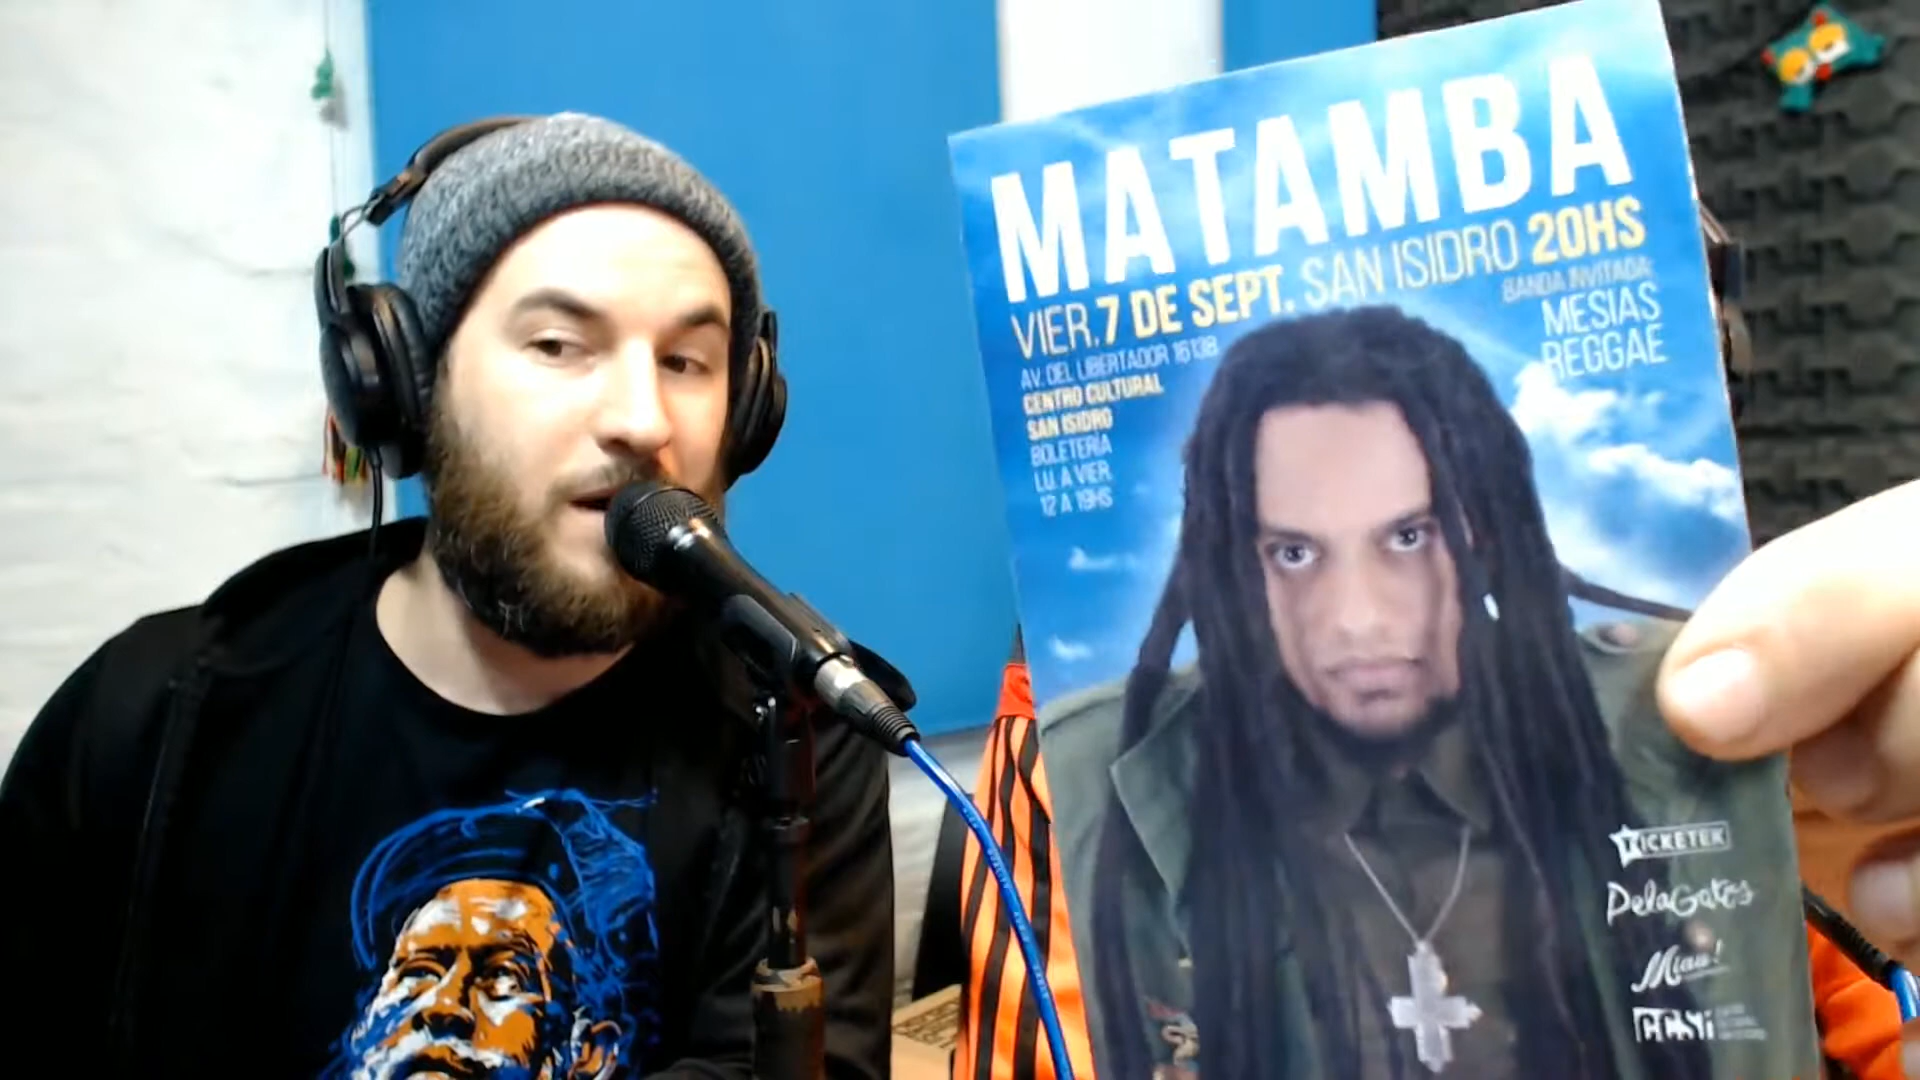 MATAMBA
VIER. 7 DE SEPT. SAN ISIDRO 20HS
BANDA INVITADA:
MESIAS
REGGAE
AV. DEL LIBERTADOR 16138
CENTRO CULTURAL
SAN ISIDRO
BOLETERÍA
LU. A VIER.
12 A 19HS
TICKETEK
PelaGatos
Miau!
CCSI